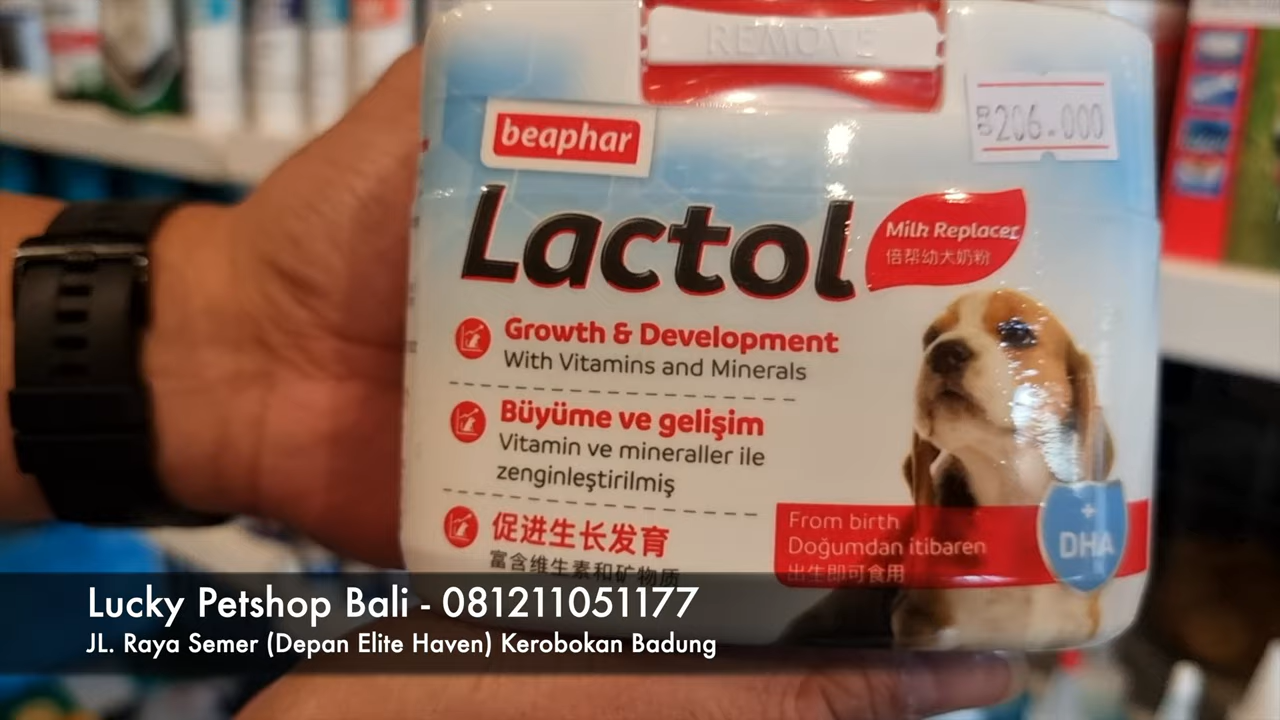 REMOVE
206.000
beaphar
Lactol
Milk Replacer
倍帮幼犬奶粉
Growth & Development
With Vitamins and Minerals
Büyüme ve gelişim
Vitamin ve mineraller ile
zenginleştirilmiş
促进生长发育
富含维生素和矿物质
From birth
Doğumdan itibaren
出生即可食用
+
DHA
Lucky Petshop Bali - 081211051177
JL. Raya Semer (Depan Elite Haven) Kerobokan Badung